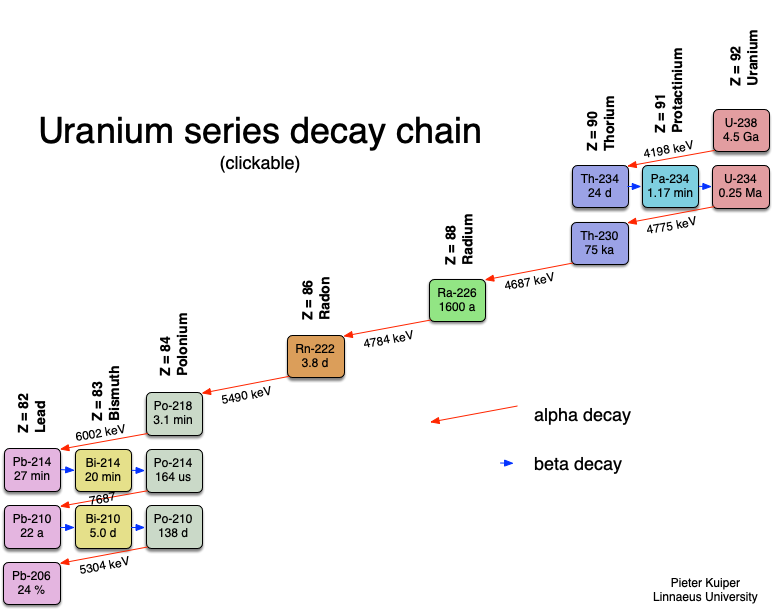 Uranium series decay chain
(clickable)
Z = 92
Uranium
Z = 91
Protactinium
Z = 90
Thorium
U-238
4.5 Ga
4198 keV
Th-234
24 d
Pa-234
1.17 min
U-234
0.25 Ma
4775 keV
Th-230
75 ka
Z = 88
Radium
4687 keV
Ra-226
1600 a
Z = 86
Radon
4784 keV
Rn-222
3.8 d
Z = 84
Polonium
5490 keV
Po-218
3.1 min
Z = 83
Bismuth
Z = 82
Lead
6002 keV
Pb-214
27 min
Bi-214
20 min
Po-214
164 us
7687
Pb-210
22 a
Bi-210
5.0 d
Po-210
138 d
5304 keV
Pb-206
24 %
alpha decay
beta decay
Pieter Kuiper
Linnaeus University